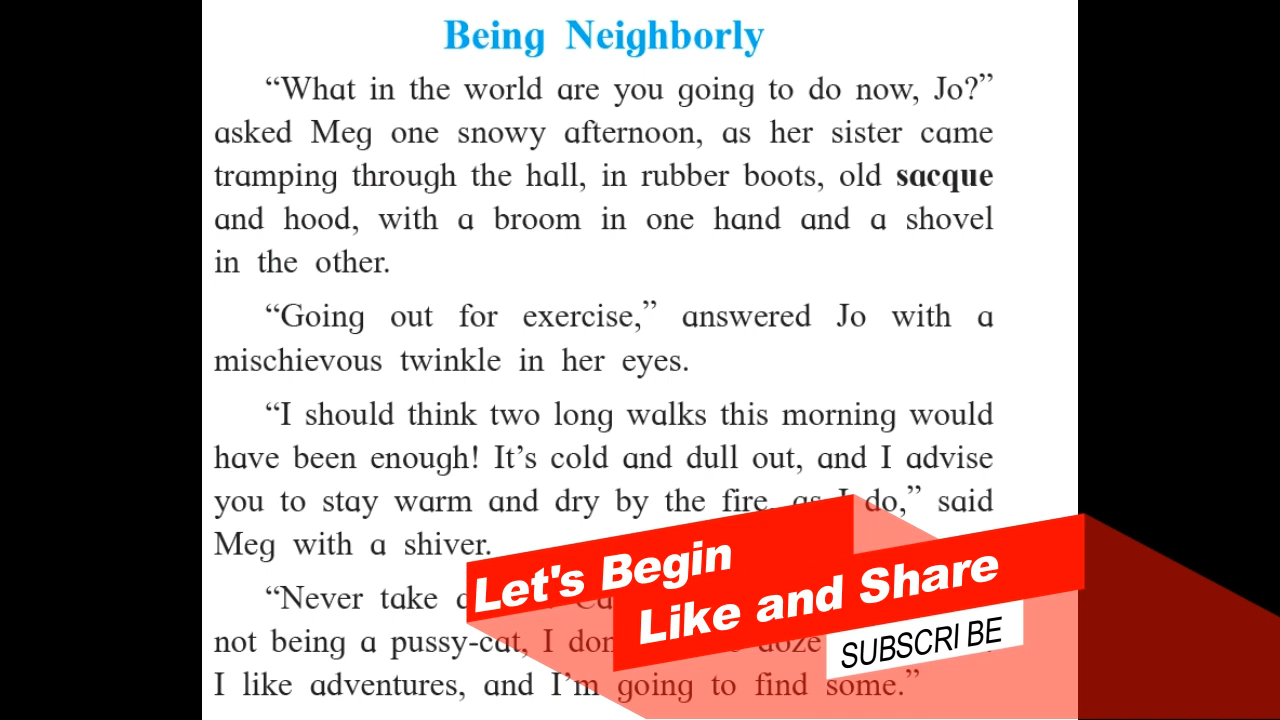 Being Neighborly
“What in the world are you going to do now, Jo?”
asked Meg one snowy afternoon, as her sister came
tramping through the hall, in rubber boots, old sacque
and hood, with a broom in one hand and a shovel
in the other.
“Going out for exercise,” answered Jo with a
mischievous twinkle in her eyes.
“I should think two long walks this morning would
have been enough! It’s cold and dull out, and I advise
you to stay warm and dry by the fire, as I do,” said
Meg with a shiver.
“Never take
not being a pussy-cat, I doze
I like adventures, and I’m going to find some.”
Let's Begin
Like and Share
SUBSCRIBE